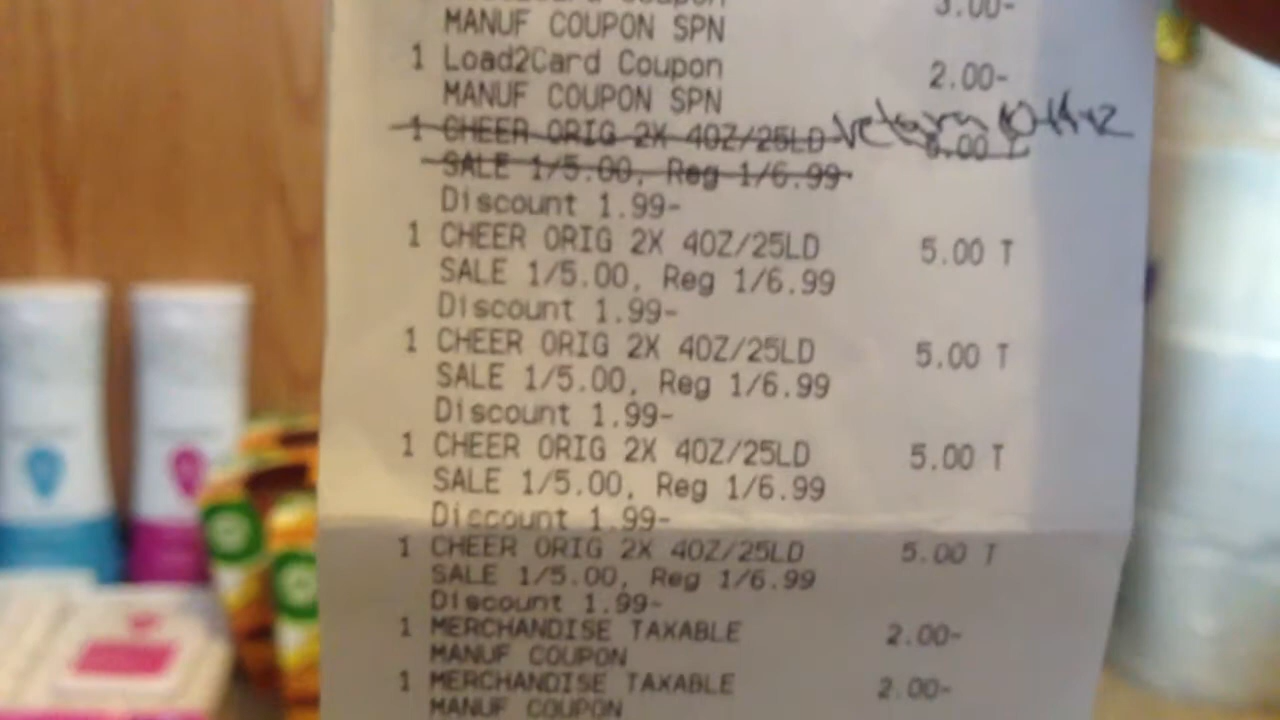 3.00-
MANUF COUPON SPN
1 Load2Card Coupon 2.00-
MANUF COUPON SPN
1 CHEER ORIG 2X 40Z/25LD return
SALE 1/5.00, Reg 1/6.99
Discount 1.99-
1 CHEER ORIG 2X 40Z/25LD 5.00 T
SALE 1/5.00, Reg 1/6.99
Discount 1.99-
1 CHEER ORIG 2X 40Z/25LD 5.00 T
SALE 1/5.00, Reg 1/6.99
Discount 1.99-
1 CHEER ORIG 2X 40Z/25LD 5.00 T
SALE 1/5.00, Reg 1/6.99
Discount 1.99-
1 CHEER ORIG 2X 40Z/25LD 5.00 T
SALE 1/5.00, Reg 1/6.99
Discount 1.99-
1 MERCHANDISE TAXABLE 2.00-
MANUF COUPON
1 MERCHANDISE TAXABLE 2.00-
MANUF COUPON